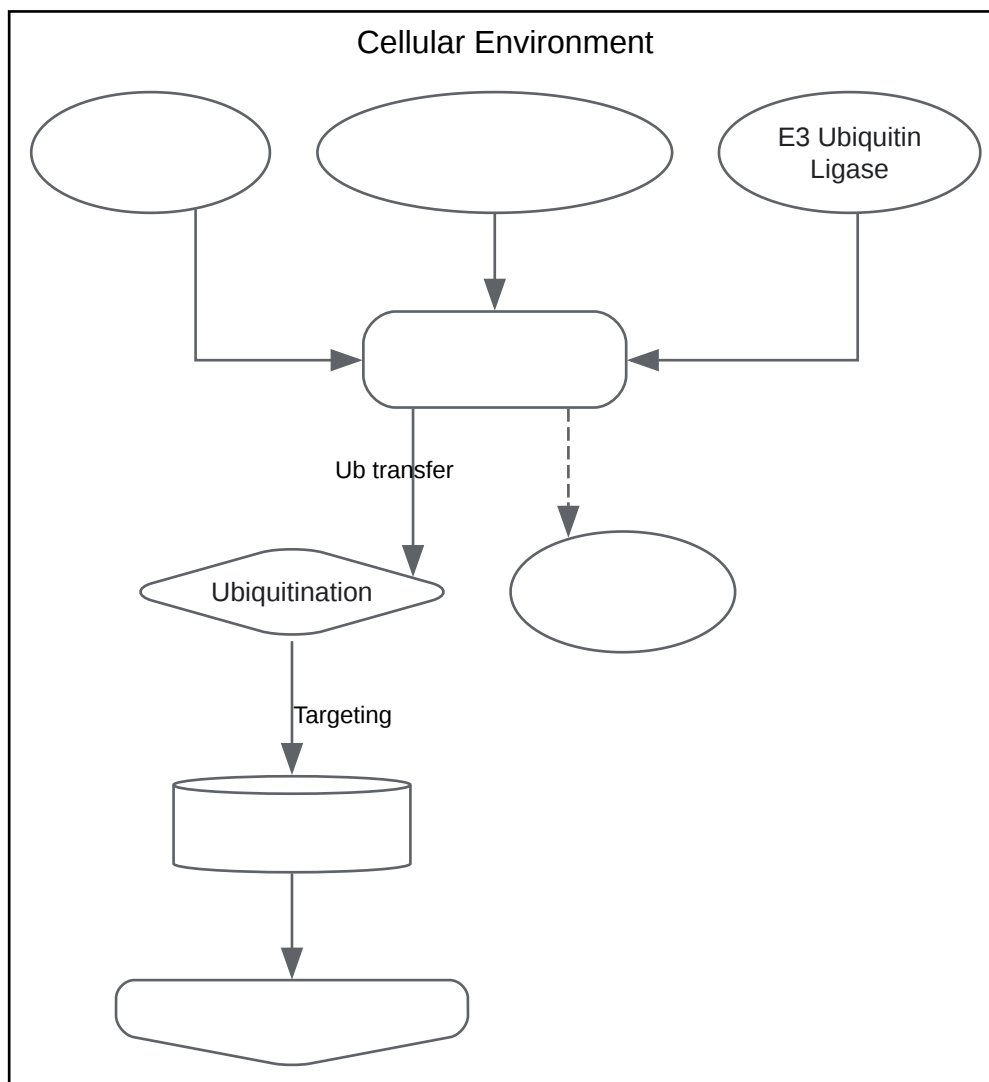 Cellular Environment
E3 Ubiquitin
Ligase
Ub transfer
Ubiquitination
Targeting